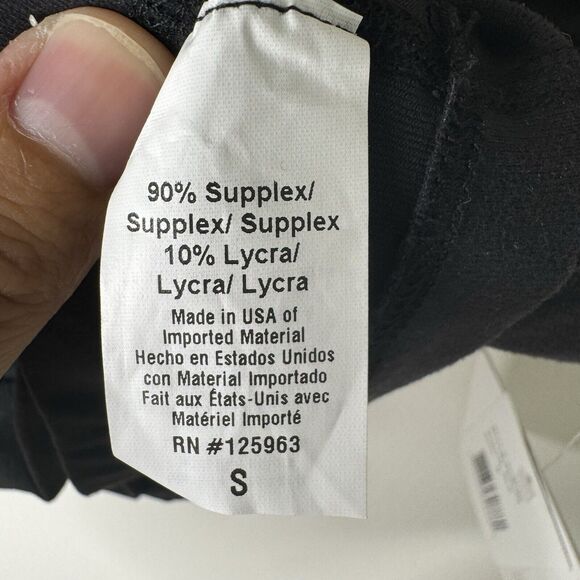 90% Supplex/
Supplex/ Supplex
10% Lycra/
Lycra/ Lycra
Made in USA of
Imported Material
Hecho en Estados Unidos
con Material Importado
Fait aux États-Unis avec
Matériel Importé
RN #125963
S